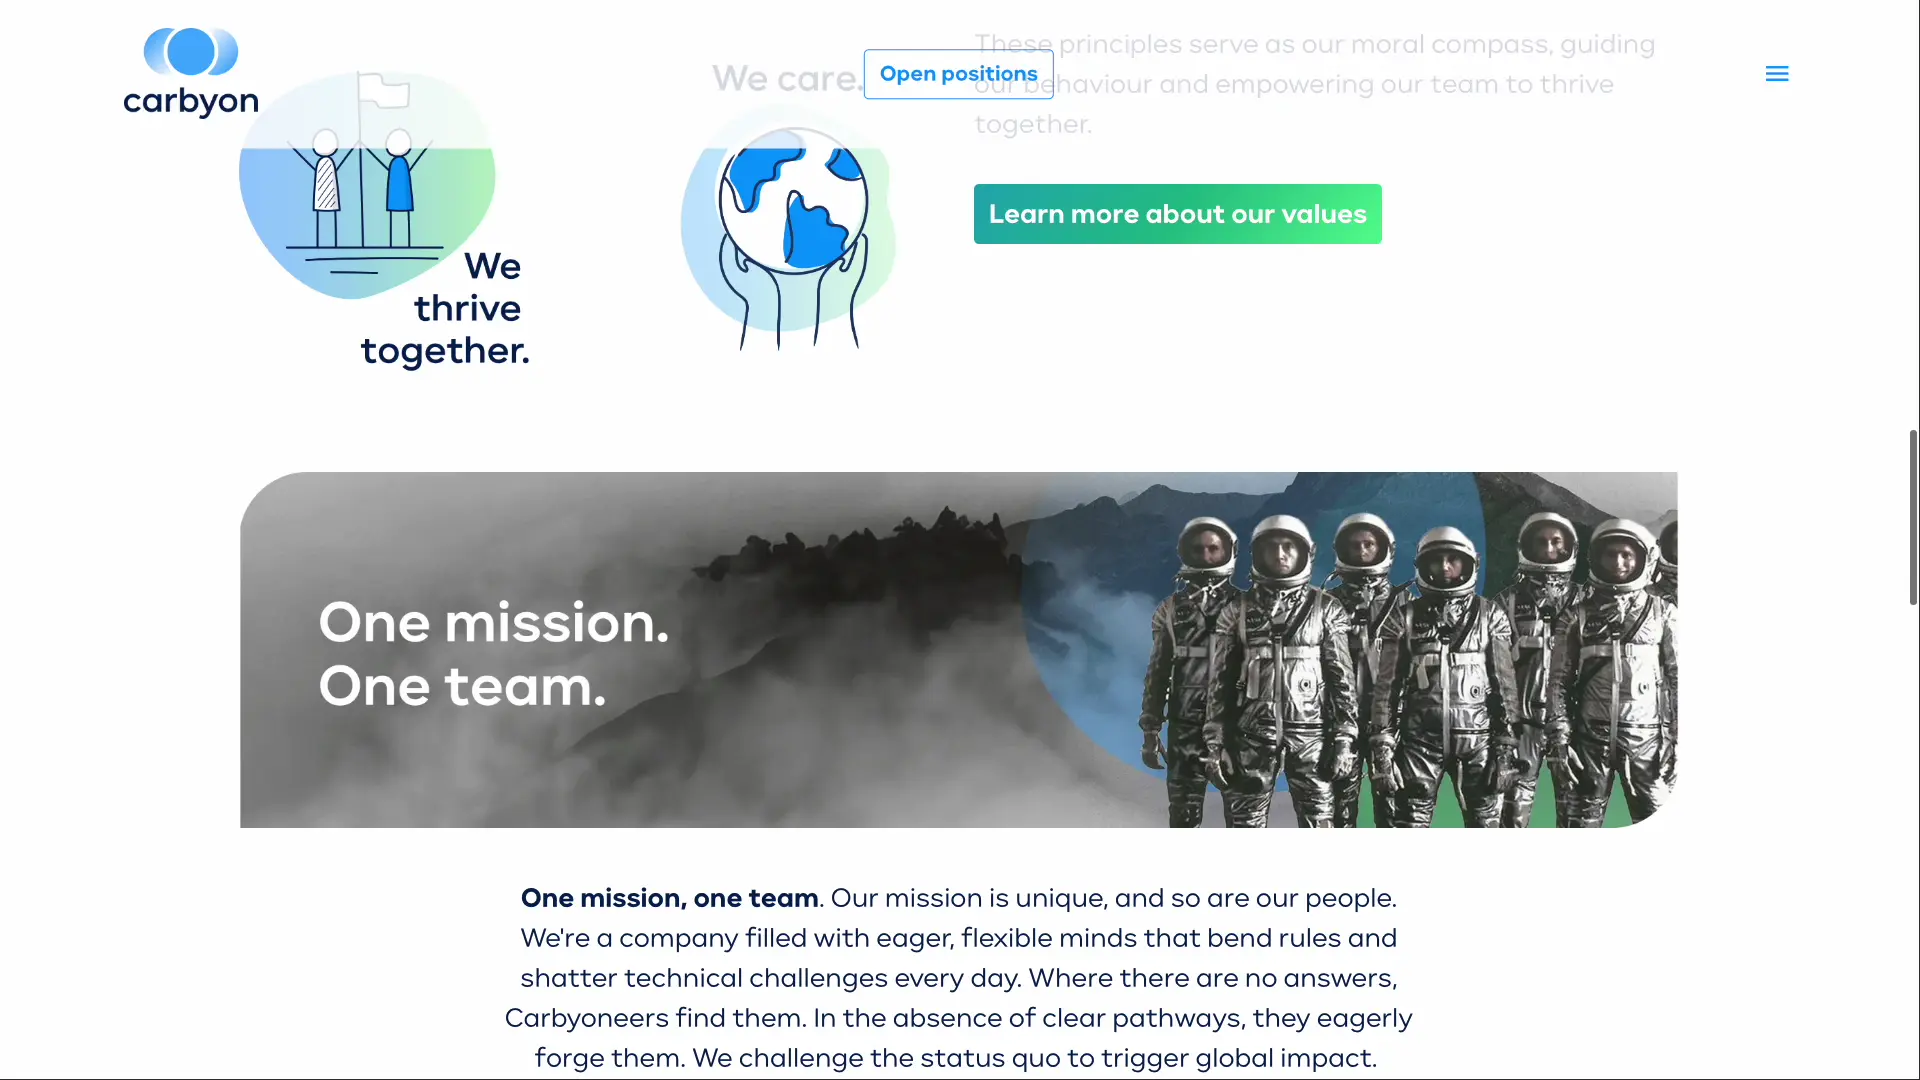 carbyon
We care.
Open positions
These principles serve as our moral compass, guiding
our behaviour and empowering our team to thrive
together.
Learn more about our values
We
thrive
together.
One mission.
One team.
One mission, one team. Our mission is unique, and so are our people.
We're a company filled with eager, flexible minds that bend rules and
shatter technical challenges every day. Where there are no answers,
Carbyoneers find them. In the absence of clear pathways, they eagerly
forge them. We challenge the status quo to trigger global impact.